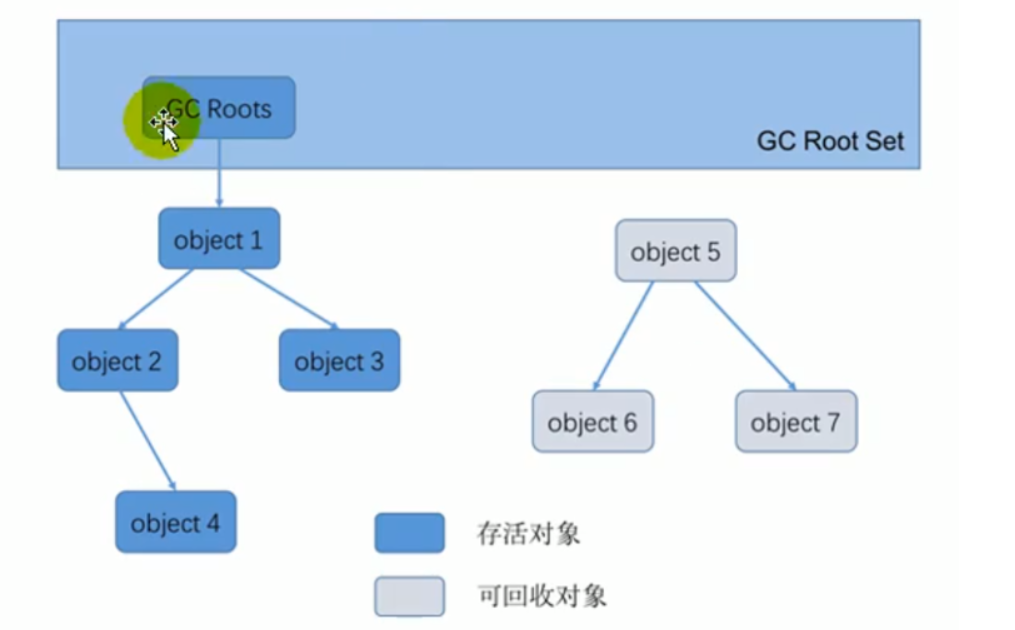 GC Roots
GC Root Set
object 1
object 5
object 2
object 3
object 6
object 7
object 4
存活对象
可回收对象